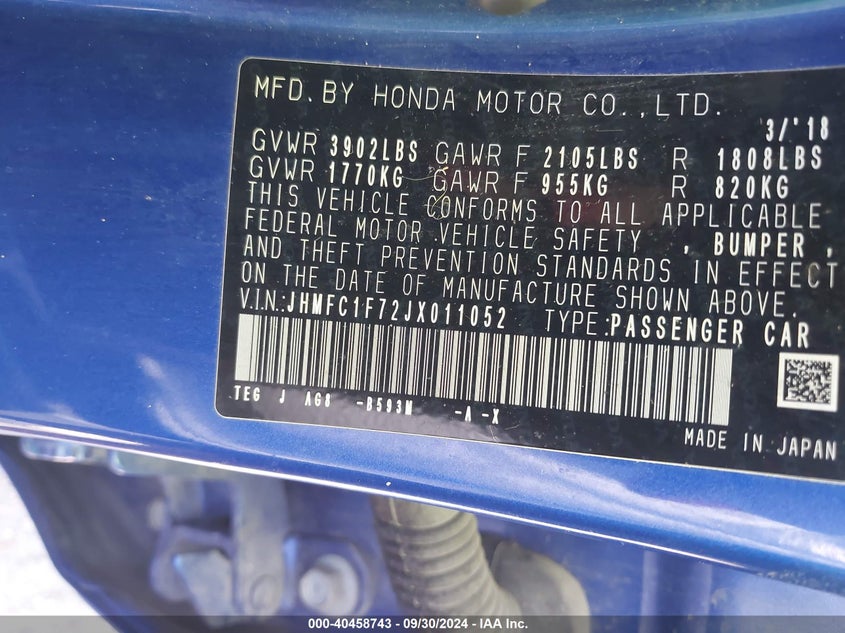 MFD. BY HONDA MOTOR CO., LTD.
3/'18
GVWR 3902LBS GAWR F 2105LBS R 1808LBS
GVWR 1770KG GAWR F 955KG R 820KG
THIS VEHICLE CONFORMS TO ALL APPLICABLE
FEDERAL MOTOR VEHICLE SAFETY , BUMPER ,
AND THEFT PREVENTION STANDARDS IN EFFECT
ON THE DATE OF MANUFACTURE SHOWN ABOVE.
V.I.N.:JHMFC1F72JX011052 TYPE:PASSENGER CAR
TEG J AG8 -B593M -A -X
MADE IN JAPAN
000-40458743 / 09/30/2024 - IAA Inc.